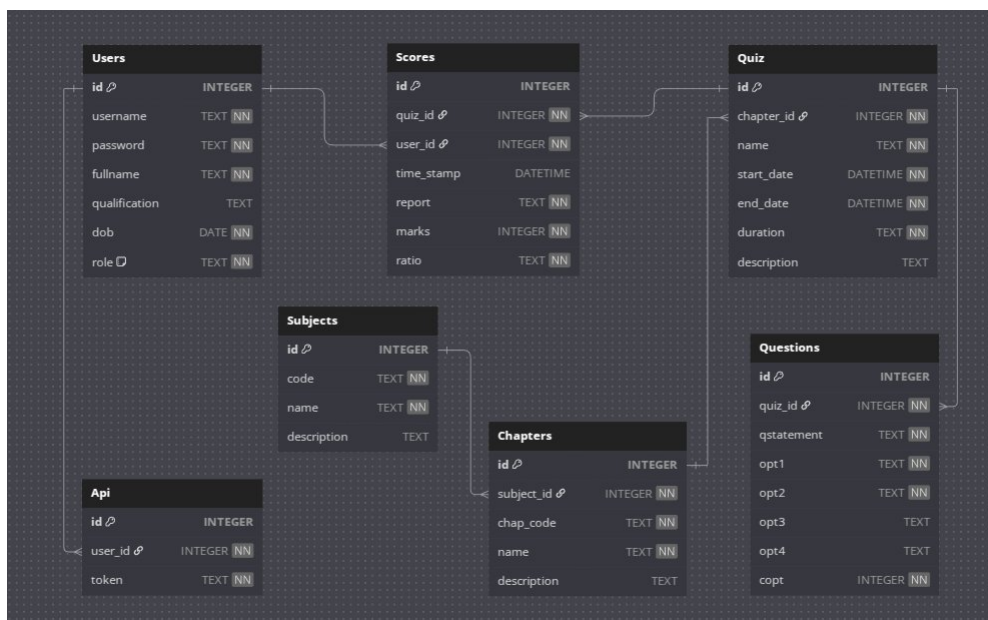 Users
id INTEGER
username TEXT NN
password TEXT NN
fullname TEXT NN
qualification TEXT
dob DATE NN
role TEXT NN
Scores
id INTEGER
quiz_id INTEGER NN
user_id INTEGER NN
time_stamp DATETIME
report TEXT NN
marks INTEGER NN
ratio TEXT NN
Quiz
id INTEGER
chapter_id INTEGER NN
name TEXT NN
start_date DATETIME NN
end_date DATETIME NN
duration TEXT NN
description TEXT
Subjects
id INTEGER
code TEXT NN
name TEXT NN
description TEXT
Questions
id INTEGER
quiz_id INTEGER NN
qstatement TEXT NN
opt1 TEXT NN
opt2 TEXT NN
opt3 TEXT
opt4 TEXT
copt INTEGER NN
Chapters
id INTEGER
subject_id INTEGER NN
chap_code TEXT NN
name TEXT NN
description TEXT
Api
id INTEGER
user_id INTEGER NN
token TEXT NN